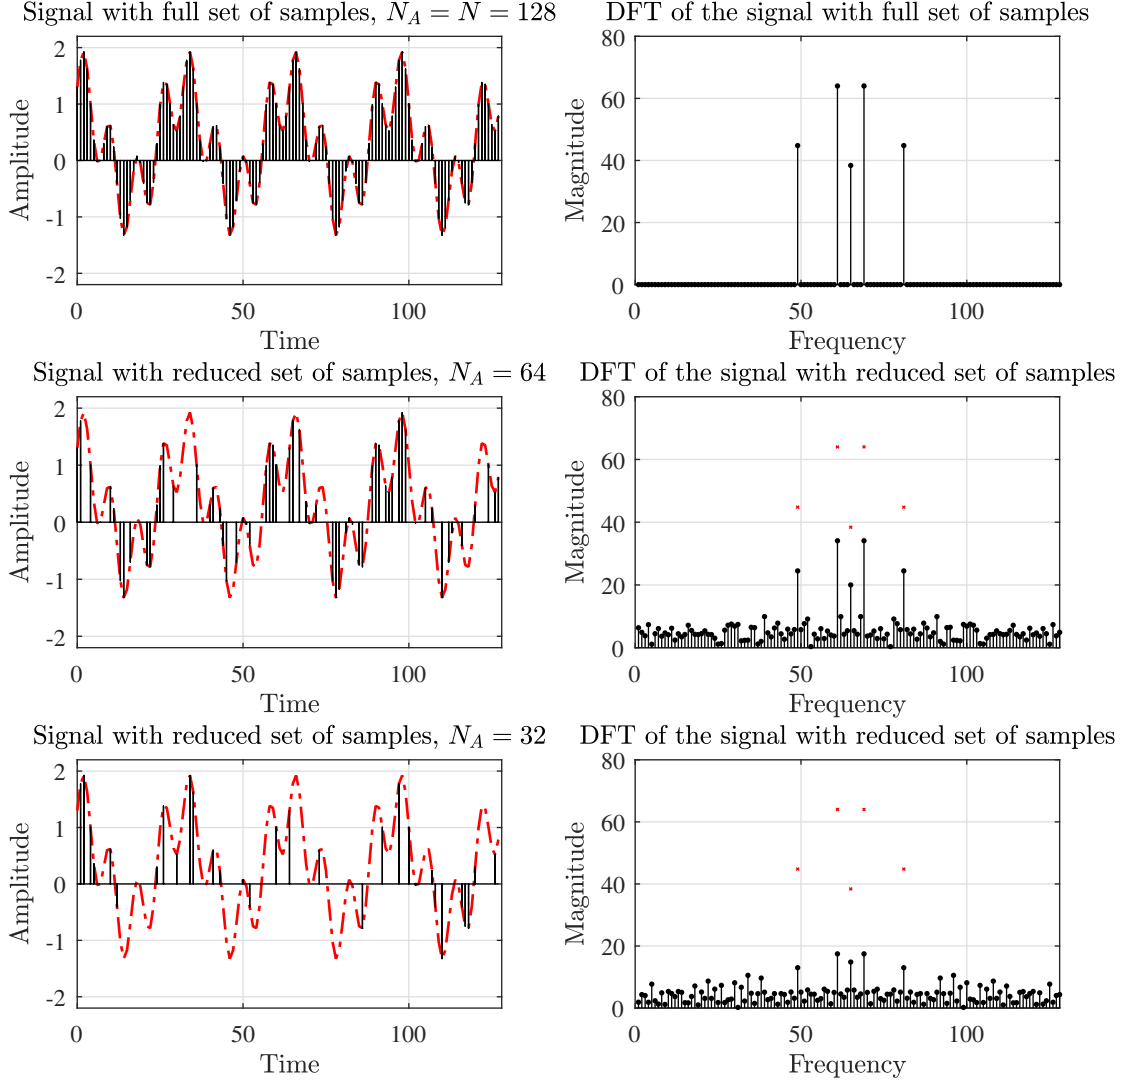 Signal with full set of samples, N_A = N = 128
DFT of the signal with full set of samples
Amplitude
2
1
0
-1
-2
0
50
100
Time
Magnitude
80
60
40
20
0
0
50
100
Frequency
Signal with reduced set of samples, N_A = 64
DFT of the signal with reduced set of samples
Amplitude
2
1
0
-1
-2
0
50
100
Time
Magnitude
80
60
40
20
0
0
50
100
Frequency
Signal with reduced set of samples, N_A = 32
DFT of the signal with reduced set of samples
Amplitude
2
1
0
-1
-2
0
50
100
Time
Magnitude
80
60
40
20
0
0
50
100
Frequency